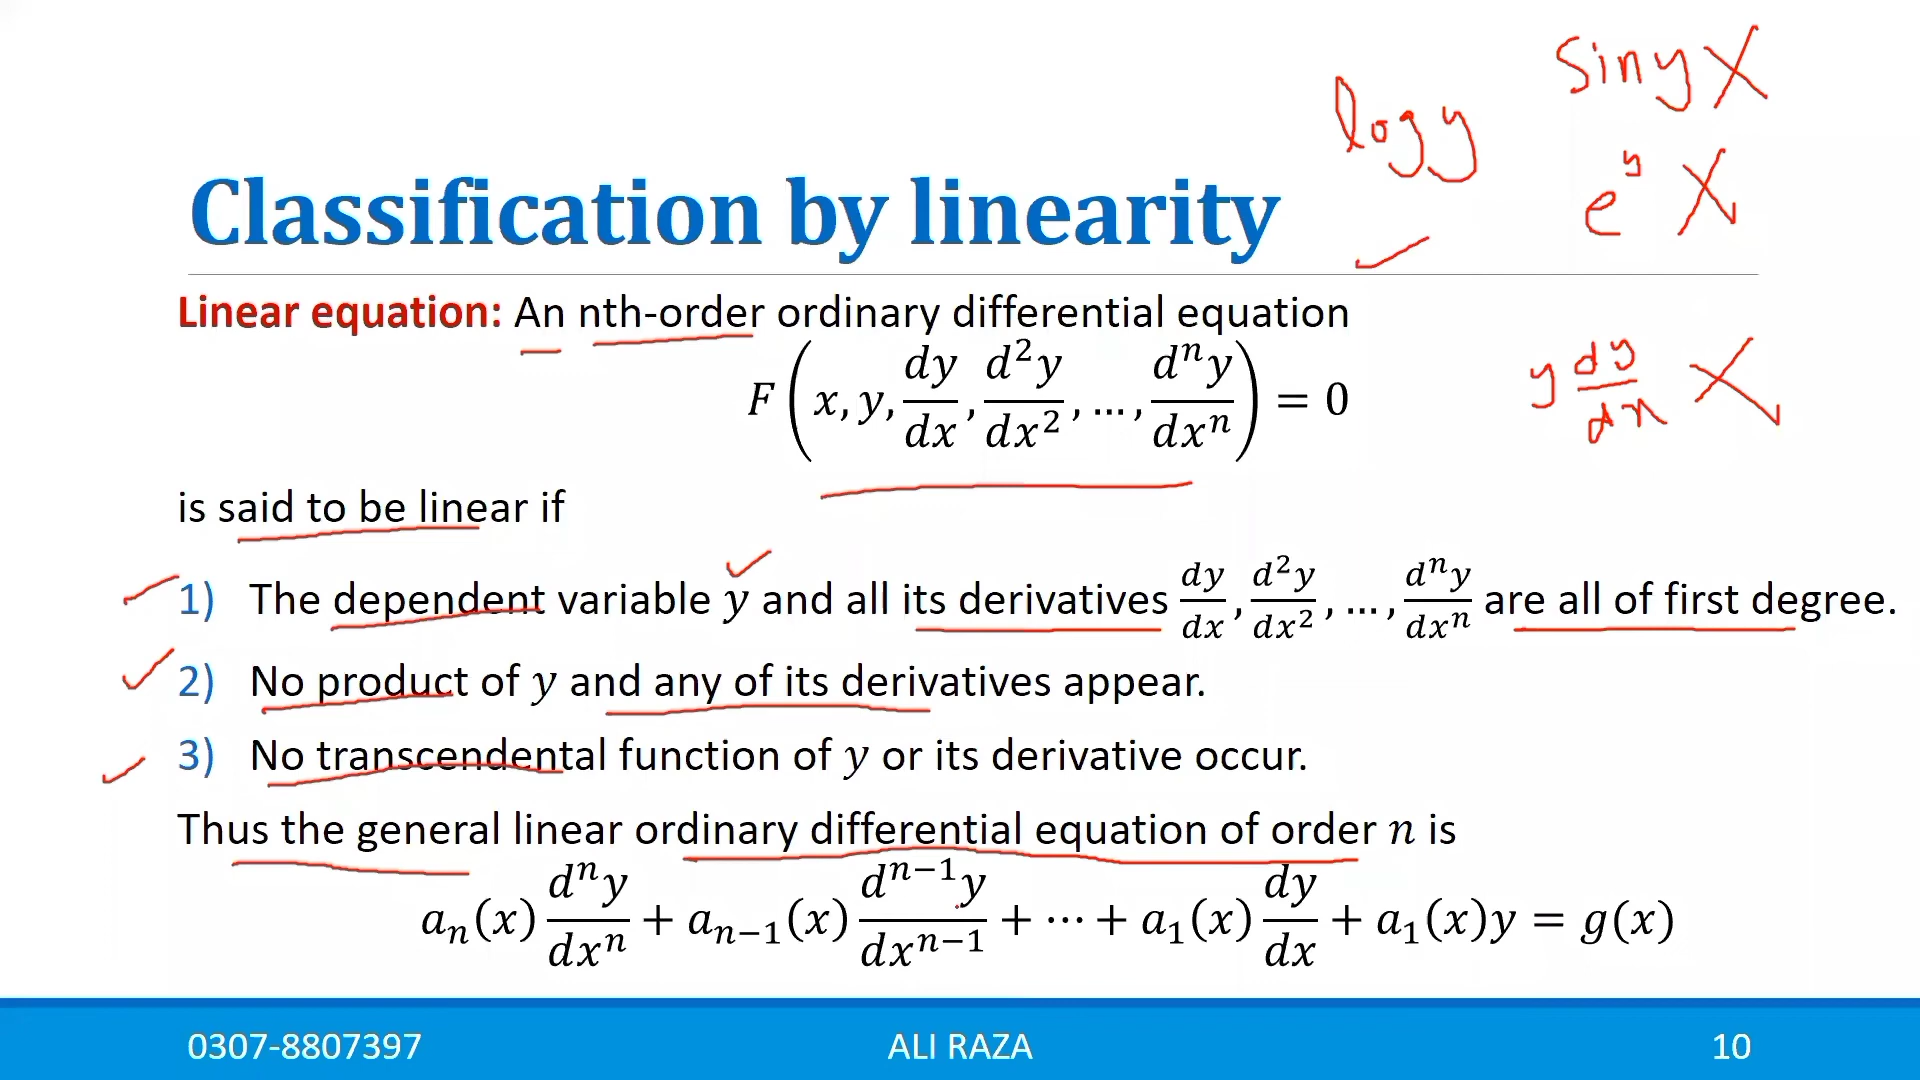 sin y X
log y
e^y X
Classification by linearity
Linear equation: An nth-order ordinary differential equation
F(x, y, dy/dx, d²y/dx², …, dⁿy/dxⁿ) = 0
y dy/dx X
is said to be linear if
1) The dependent variable y and all its derivatives dy/dx, d²y/dx², …, dⁿy/dxⁿ are all of first degree.
2) No product of y and any of its derivatives appear.
3) No transcendental function of y or its derivative occur.
Thus the general linear ordinary differential equation of order n is
aₙ(x) dⁿy/dxⁿ + aₙ₋₁(x) dⁿ⁻¹y/dxⁿ⁻¹ + ⋯ + a₁(x) dy/dx + a₁(x)y = g(x)
0307-8807397 ALI RAZA 10